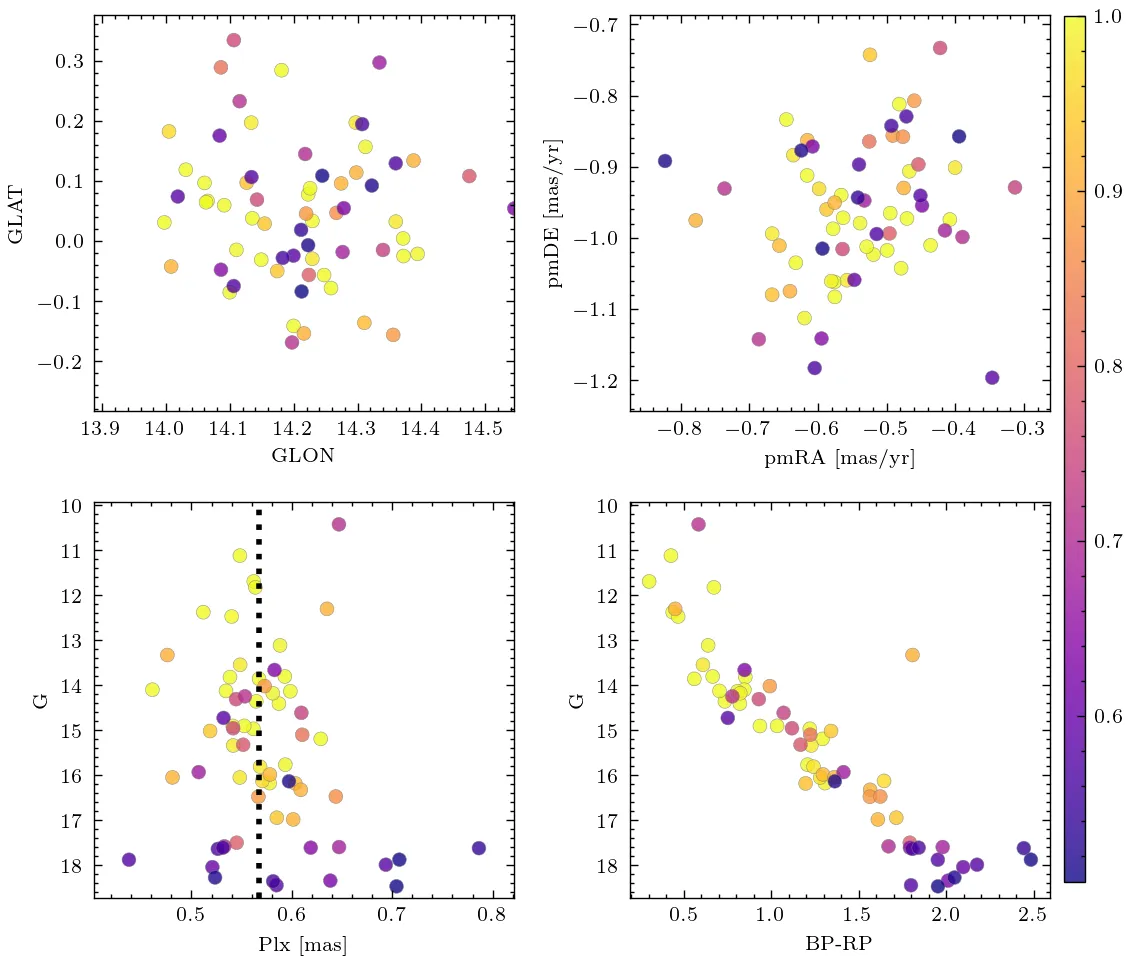 0.3
0.2
0.1
0.0
−0.1
−0.2
GLAT
13.9 14.0 14.1 14.2 14.3 14.4 14.5
GLON
−0.7
−0.8
−0.9
−1.0
−1.1
−1.2
pmDE [mas/yr]
−0.8 −0.7 −0.6 −0.5 −0.4 −0.3
pmRA [mas/yr]
10
11
12
13
14
15
16
17
18
G
0.5 0.6 0.7 0.8
Plx [mas]
10
11
12
13
14
15
16
17
18
G
0.5 1.0 1.5 2.0 2.5
BP-RP
1.0
0.9
0.8
0.7
0.6